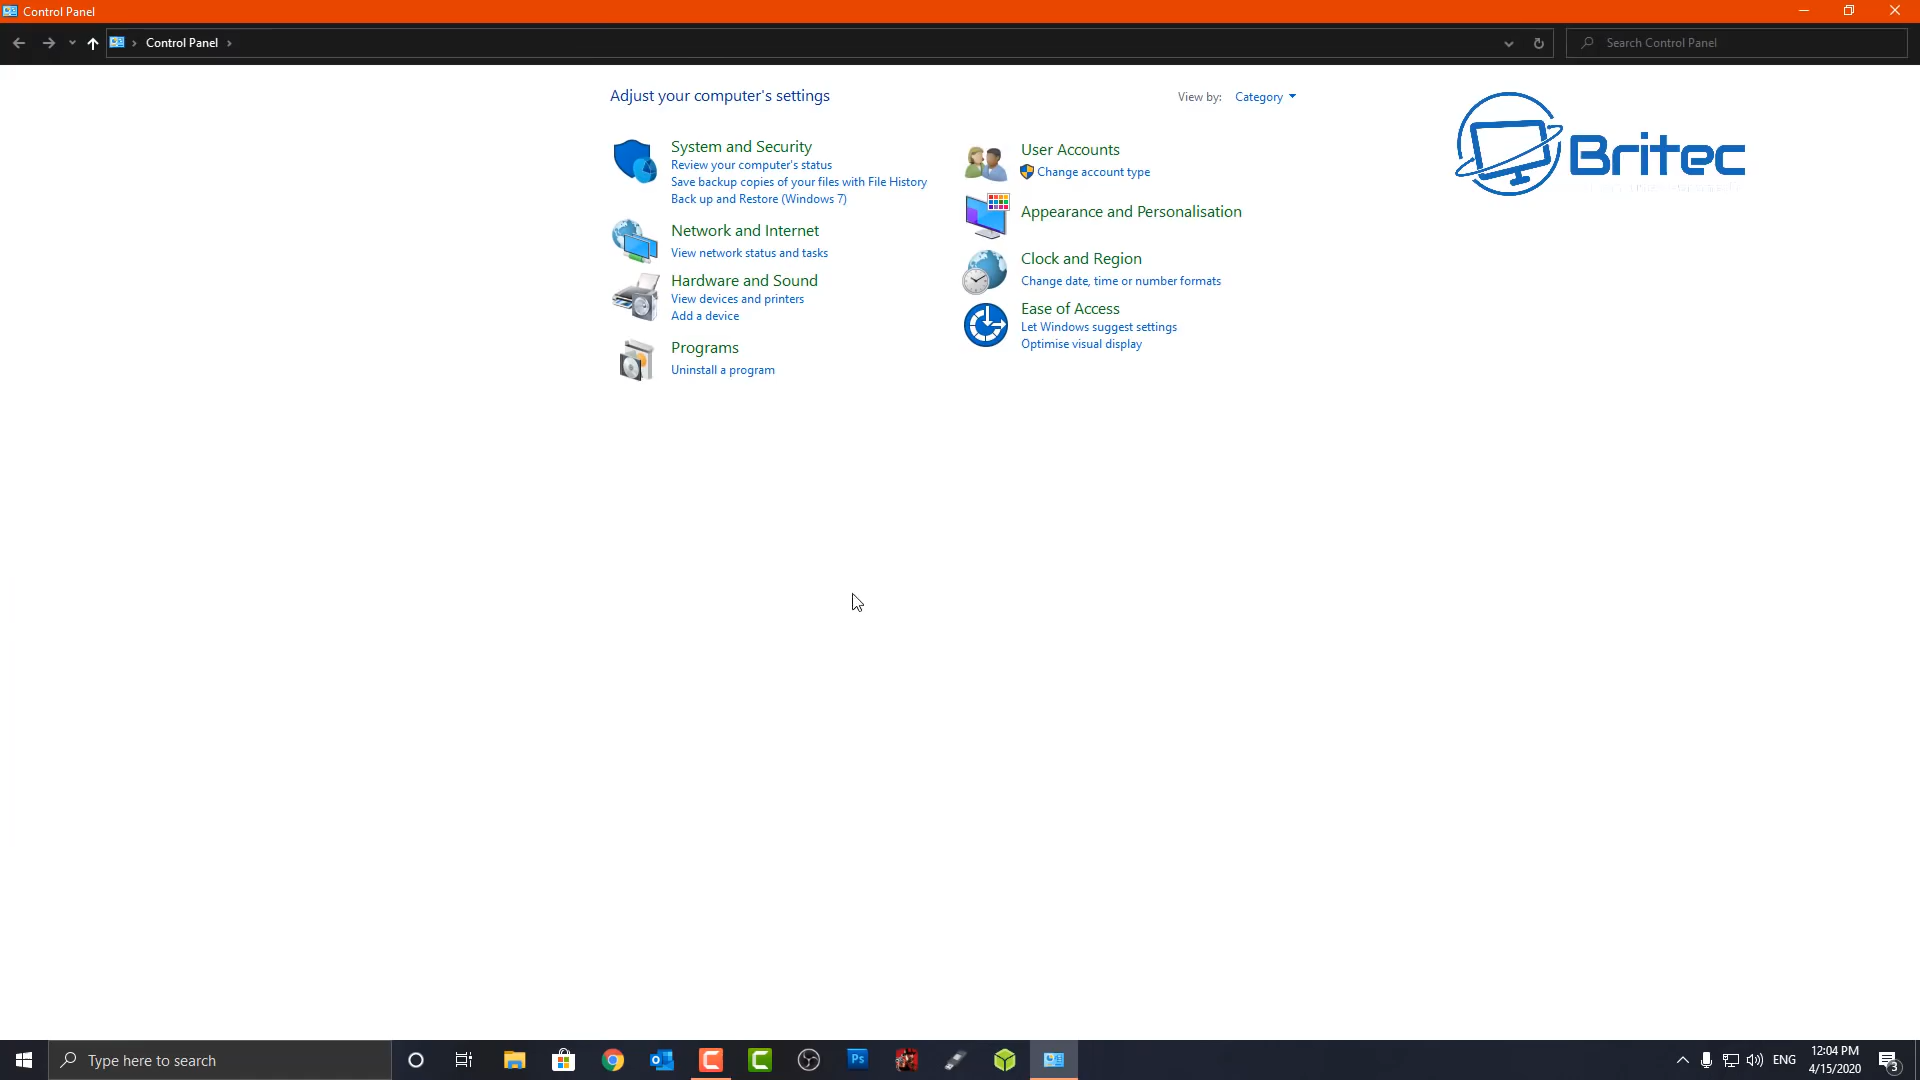 Control Panel
Control Panel
Search Control Panel
Adjust your computer's settings
View by: Category
Britec
System and Security
Review your computer's status
Save backup copies of your files with File History
Back up and Restore (Windows 7)
Network and Internet
View network status and tasks
Hardware and Sound
View devices and printers
Add a device
Programs
Uninstall a program
User Accounts
Change account type
Appearance and Personalisation
Clock and Region
Change date, time or number formats
Ease of Access
Let Windows suggest settings
Optimise visual display
Type here to search
Ps
ENG
12:04 PM
4/15/2020
3